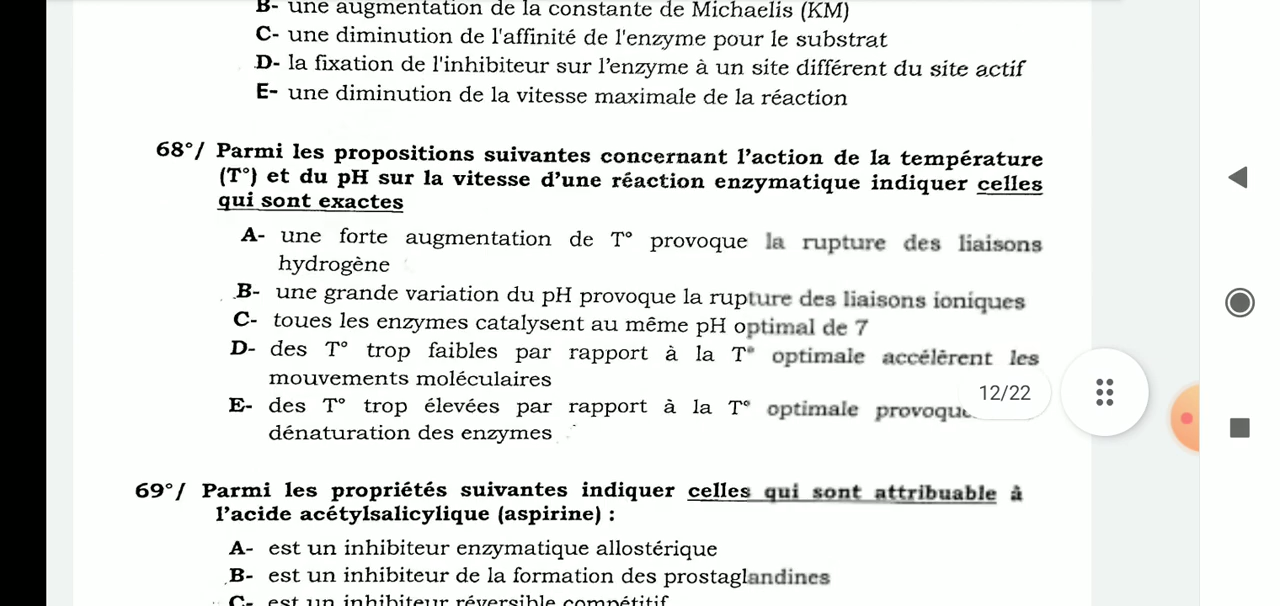 B- une augmentation de la constante de Michaelis (KM)
C- une diminution de l'affinité de l'enzyme pour le substrat
D- la fixation de l'inhibiteur sur l'enzyme à un site différent du site actif
E- une diminution de la vitesse maximale de la réaction
68°/ Parmi les propositions suivantes concernant l'action de la température
(T°) et du pH sur la vitesse d'une réaction enzymatique indiquer celles
qui sont exactes
A- une forte augmentation de T° provoque la rupture des liaisons
hydrogène
B- une grande variation du pH provoque la rupture des liaisons ioniques
C- toues les enzymes catalysent au même pH optimal de 7
D- des T° trop faibles par rapport à la T° optimale accélèrent les
mouvements moléculaires
12/22
E- des T° trop élevées par rapport à la T° optimale
dénaturation des enzymes
69°/ Parmi les propriétés suivantes indiquer celles qui sont attribuable à
l'acide acétylsalicylique (aspirine) :
A- est un inhibiteur enzymatique allostérique
B- est un inhibiteur de la formation des prostaglandines
C- est un inhibiteur réversible compétitif